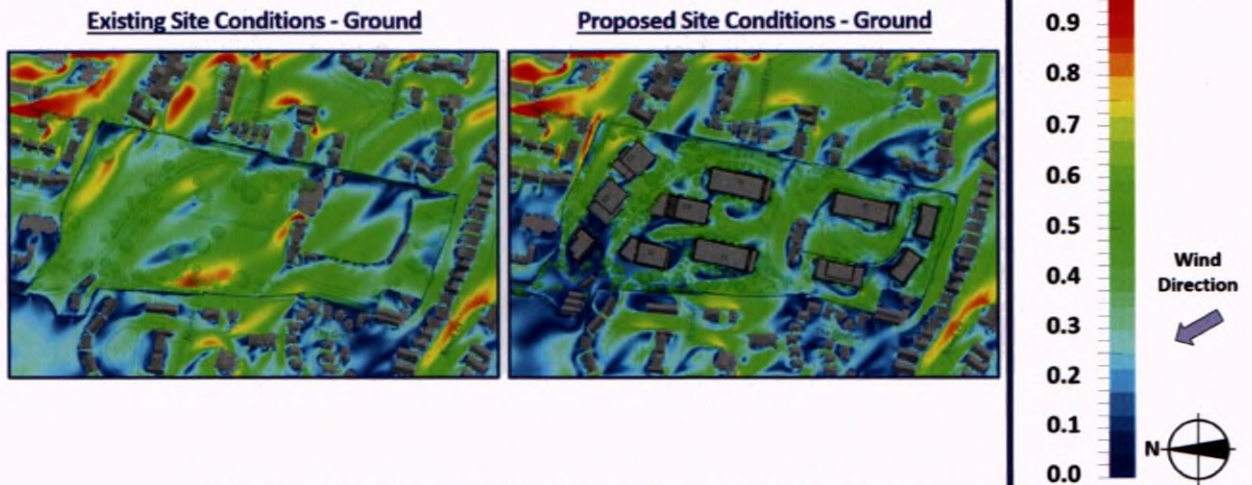 Existing Site Conditions - Ground
Proposed Site Conditions - Ground
0.9
0.8
0.7
0.6
0.5
0.4
0.3
0.2
0.1
0.0
Wind
Direction
N